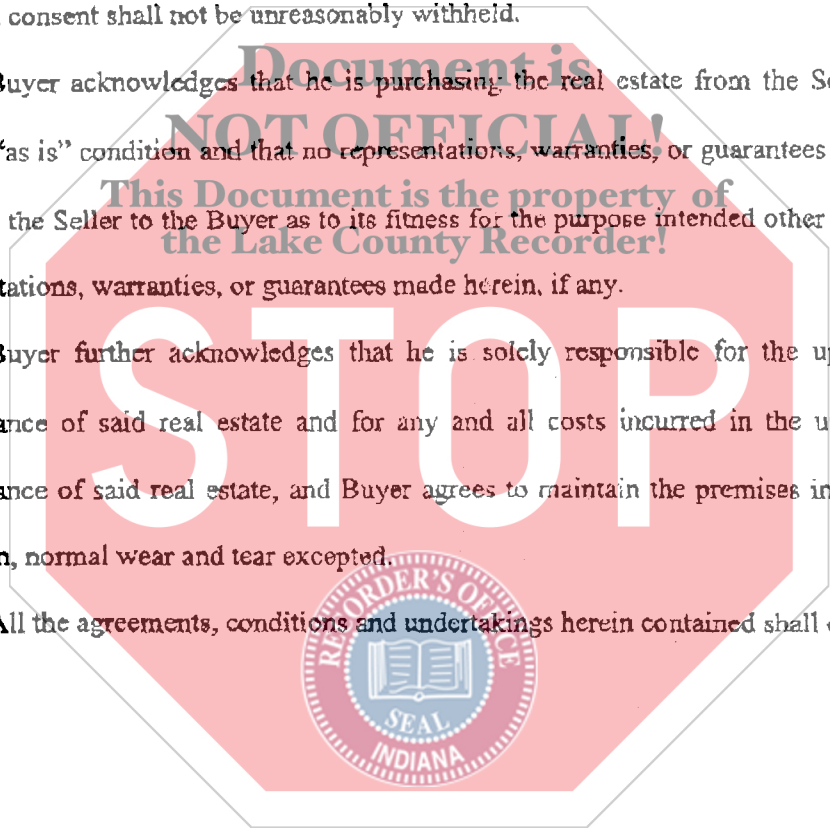 consent shall not be unreasonably withheld.
Document is
Buyer acknowledges that he is purchasing the real estate from the
NOT OFFICIAL!
"as is" condition and that no representations, warranties, or guarantees
This Document is the property of
the Seller to the Buyer as to its fitness for the purpose intended other
the Lake County Recorder!
tations, warranties, or guarantees made herein, if any.
STOP
Buyer further acknowledges that he is solely responsible for the
ance of said real estate and for any and all costs incurred in the
ance of said real estate, and Buyer agrees to maintain the premises in
n, normal wear and tear excepted.
All the agreements, conditions and undertakings herein contained shall
RECORDER'S OFFICE
SEAL
INDIANA